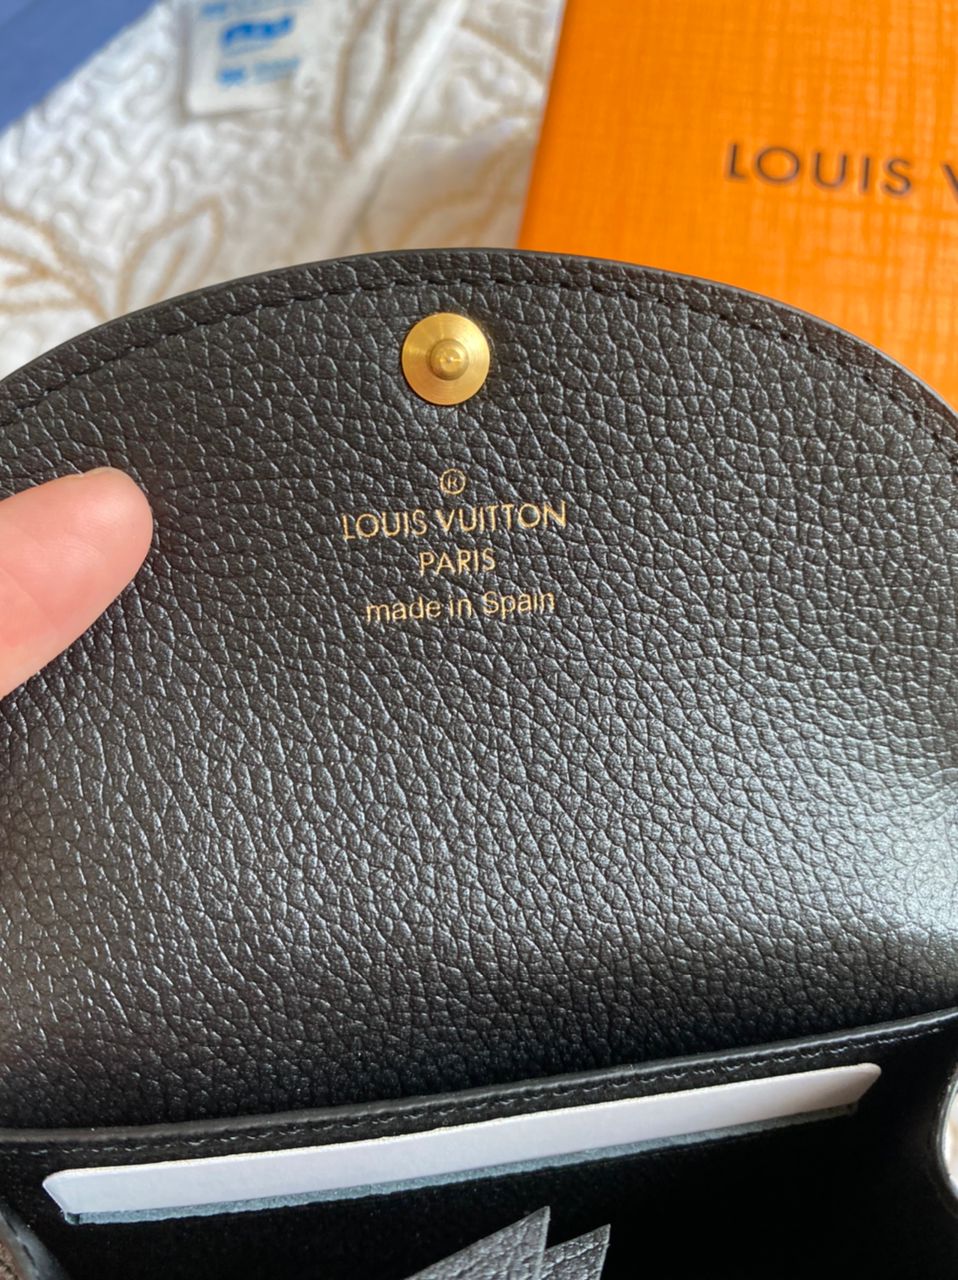 LOUIS V
®
LOUIS VUITTON
PARIS
made in Spain